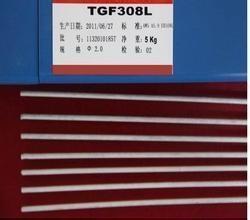 TGF308L
生产日期: 2011/06/27 标 准:
批 号: 11320101857 净 重: 5 Kg
规 格 Φ 2.0 检 验: 02